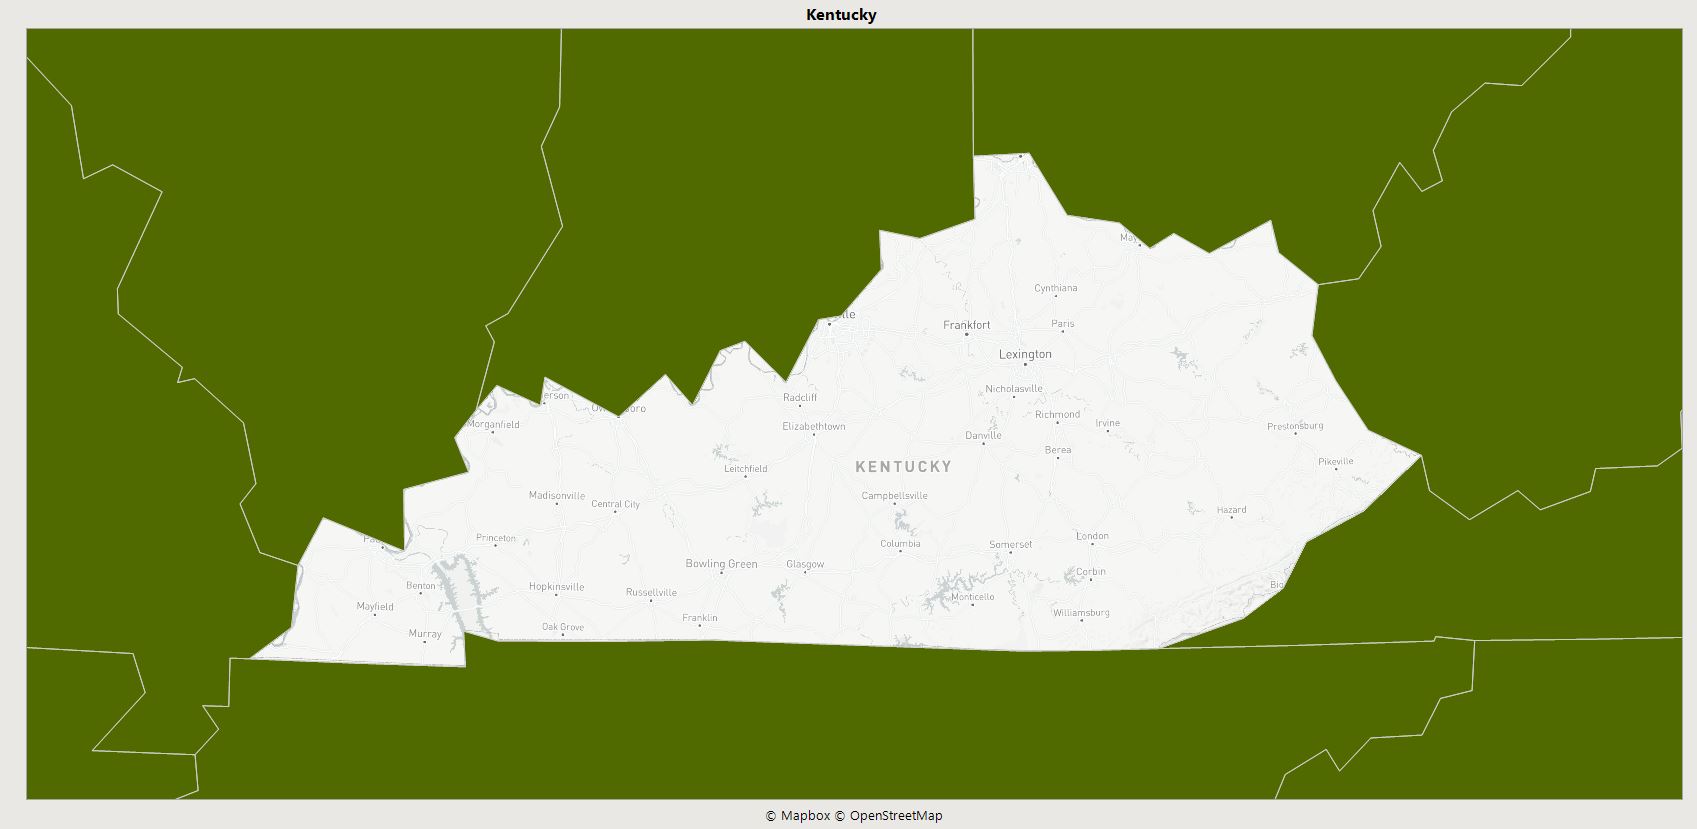 Kentucky
Cynthiana
Frankfort
Paris
Lexington
Nicholasville
Radcliff
Richmond
Morganfield
Elizabethtown
Irvine
Prestonsburg
Danville
Berea
KENTUCKY
Pikeville
Leitchfield
Madisonville
Campbellsville
Central City
Hazard
Princeton
London
Columbia
Somerset
Bowling Green
Glasgow
Corbin
Benton
Hopkinsville
Russellville
Monticello
Mayfield
Williamsburg
Franklin
Oak Grove
Murray
© Mapbox © OpenStreetMap